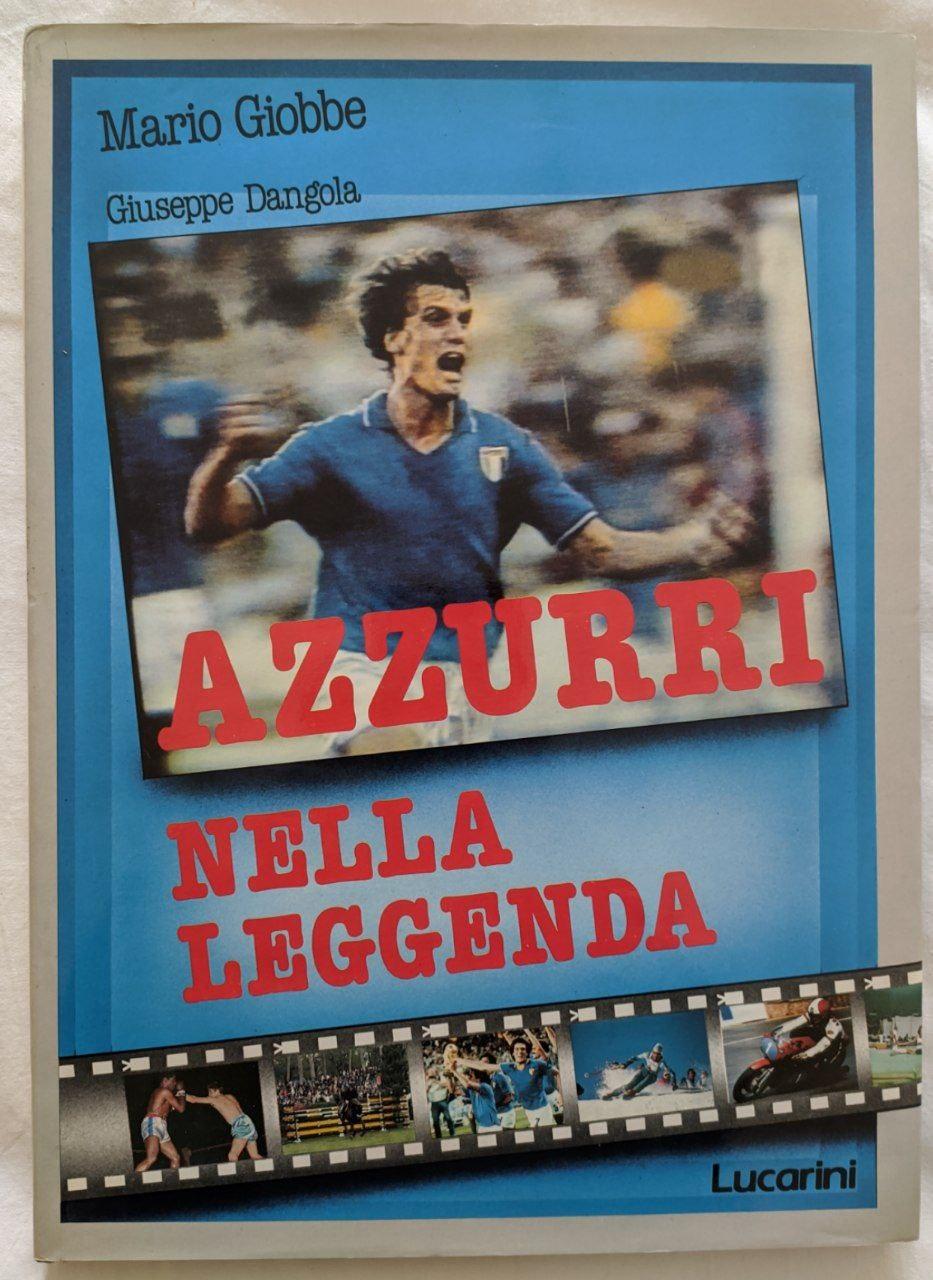 Mario Giobbe
Giuseppe Dangola
AZZURRI
NELLA
LEGGENDA
Lucarini